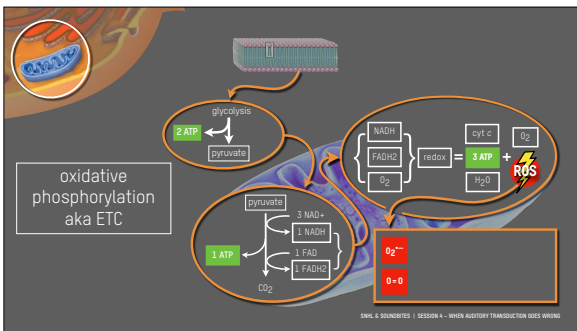 glycolysis
2 ATP
pyruvate
oxidative
phosphorylation
aka ETC
pyruvate
3 NAD+
1 NADH
1 ATP
1 FAD
1 FADH2
CO2
NADH
FADH2
O2
redox
=
cyt c
3 ATP
H2O
+
O2
ROS
O2•–
O=O
SNHL & SOUNDBITES | SESSION 4 – WHEN AUDITORY TRANSDUCTION GOES WRONG